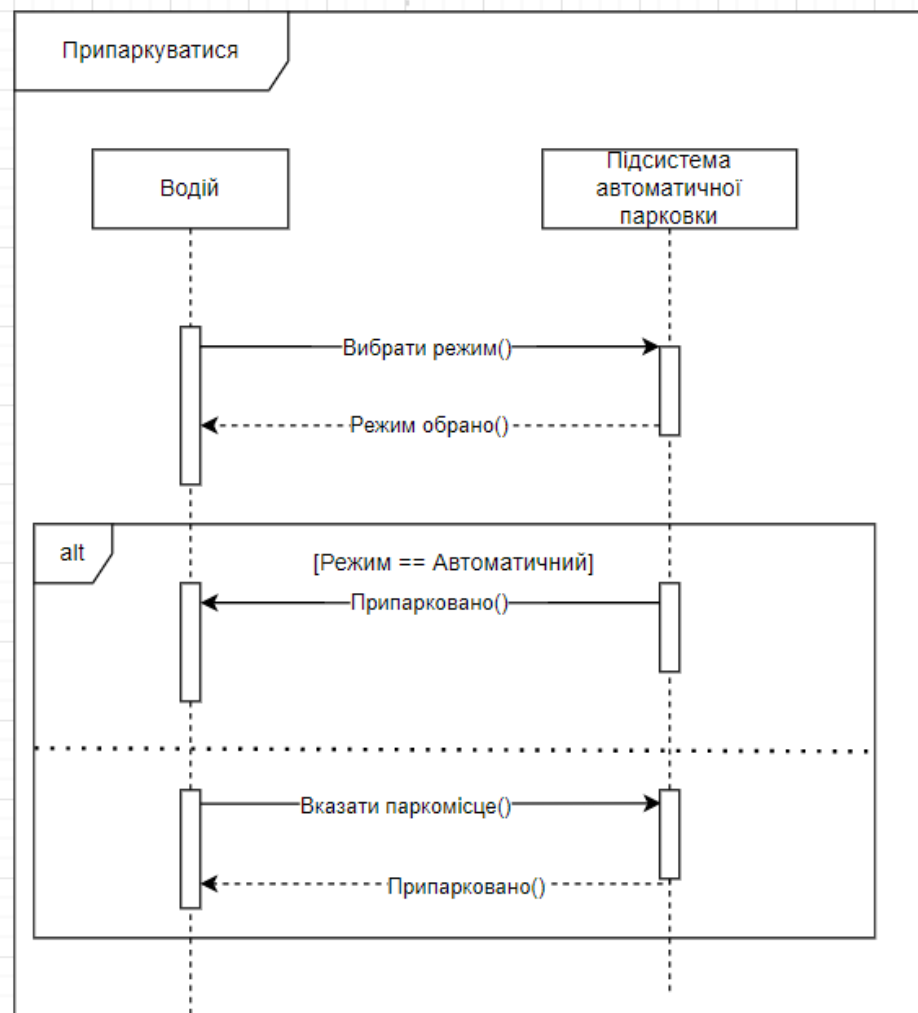 Припаркуватися
Водій
Підсистема
автоматичної
парковки
Вибрати режим()
Режим обрано()
alt
[Режим == Автоматичний]
Припарковано()
Вказати паркомісце()
Припарковано()